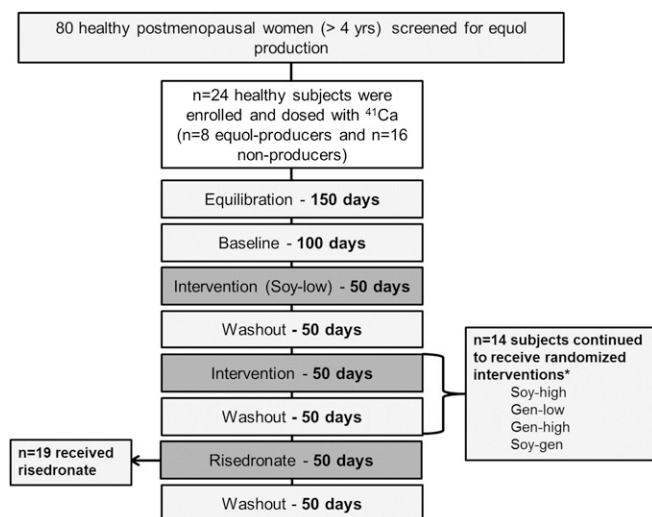 80 healthy postmenopausal women (> 4 yrs) screened for equol
production
n=24 healthy subjects were
enrolled and dosed with ⁴¹Ca
(n=8 equol-producers and n=16
non-producers)
Equilibration - 150 days
Baseline - 100 days
Intervention (Soy-low) - 50 days
Washout - 50 days
Intervention - 50 days
Washout - 50 days
n=14 subjects continued
to receive randomized
interventions*
Soy-high
Gen-low
Gen-high
Soy-gen
n=19 received
risedronate
Risedronate - 50 days
Washout - 50 days